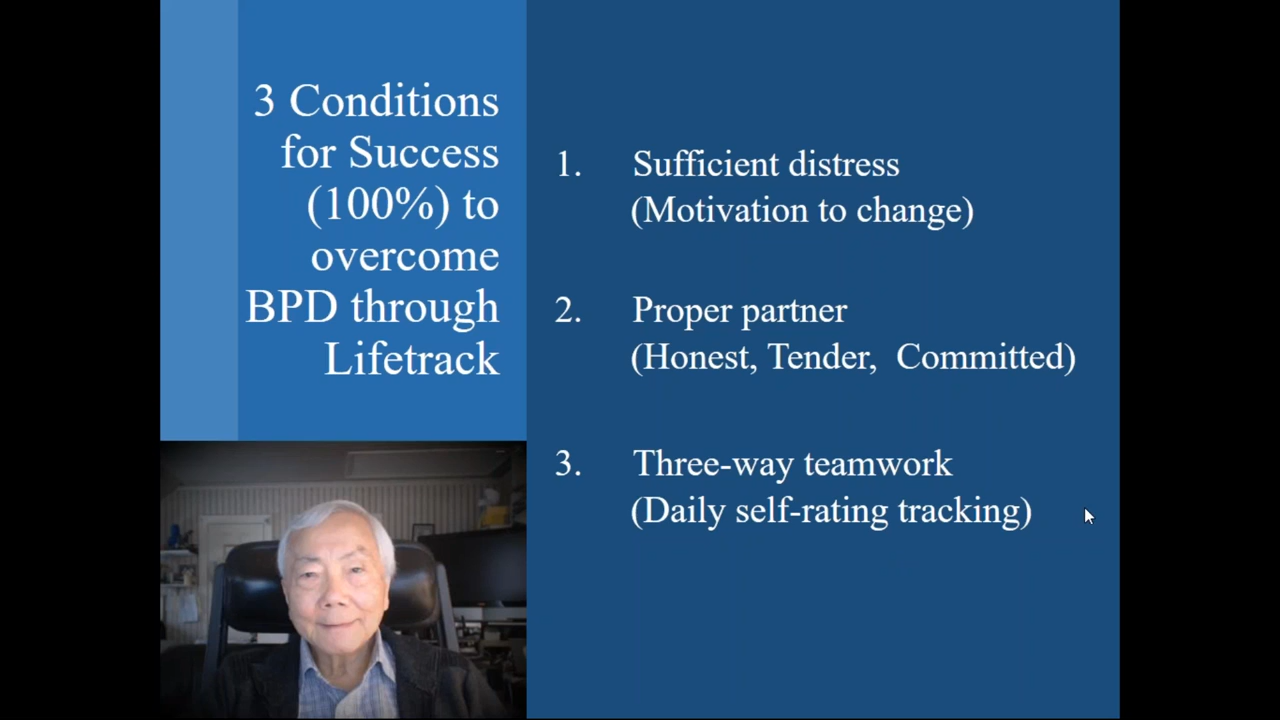 3 Conditions
for Success
(100%) to
overcome
BPD through
Lifetrack
1. Sufficient distress
(Motivation to change)
2. Proper partner
(Honest, Tender,  Committed)
3. Three-way teamwork
(Daily self-rating tracking)